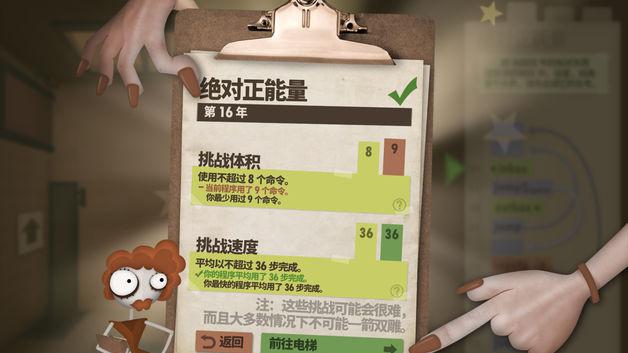 绝对正能量
第 16 年
挑战体积
8
9
使用不超过 8 个命令。
- 当前程序用了 9 个命令。
你最少用过 9 个命令。
挑战速度
36
36
平均以不超过 36 步完成。
✓你的程序平均用了 36 步完成。
你最快的程序平均用了 36 步完成。
注：这些挑战可能会很难，
而且大多数情况下不可能一箭双雕。
返回
前往电梯